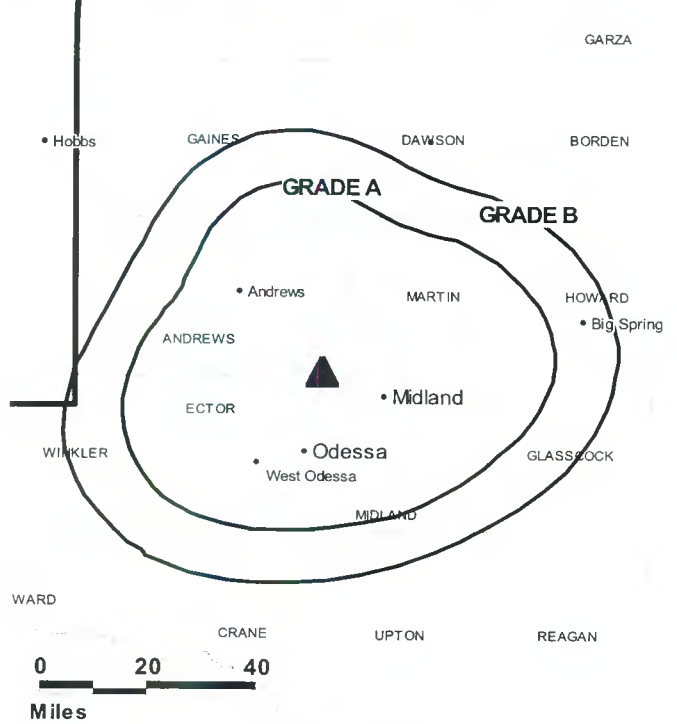 GARZA
Hobbs
GAINES
DAWSON
BORDEN
GRADE A
GRADE B
Andrews
MARTIN
HOWARD
Big Spring
ANDREWS
Midland
ECTOR
Odessa
WINKLER
GLASSCOCK
West Odessa
MIDLAND
WARD
CRANE
UPTON
REAGAN
0 20 40
Miles